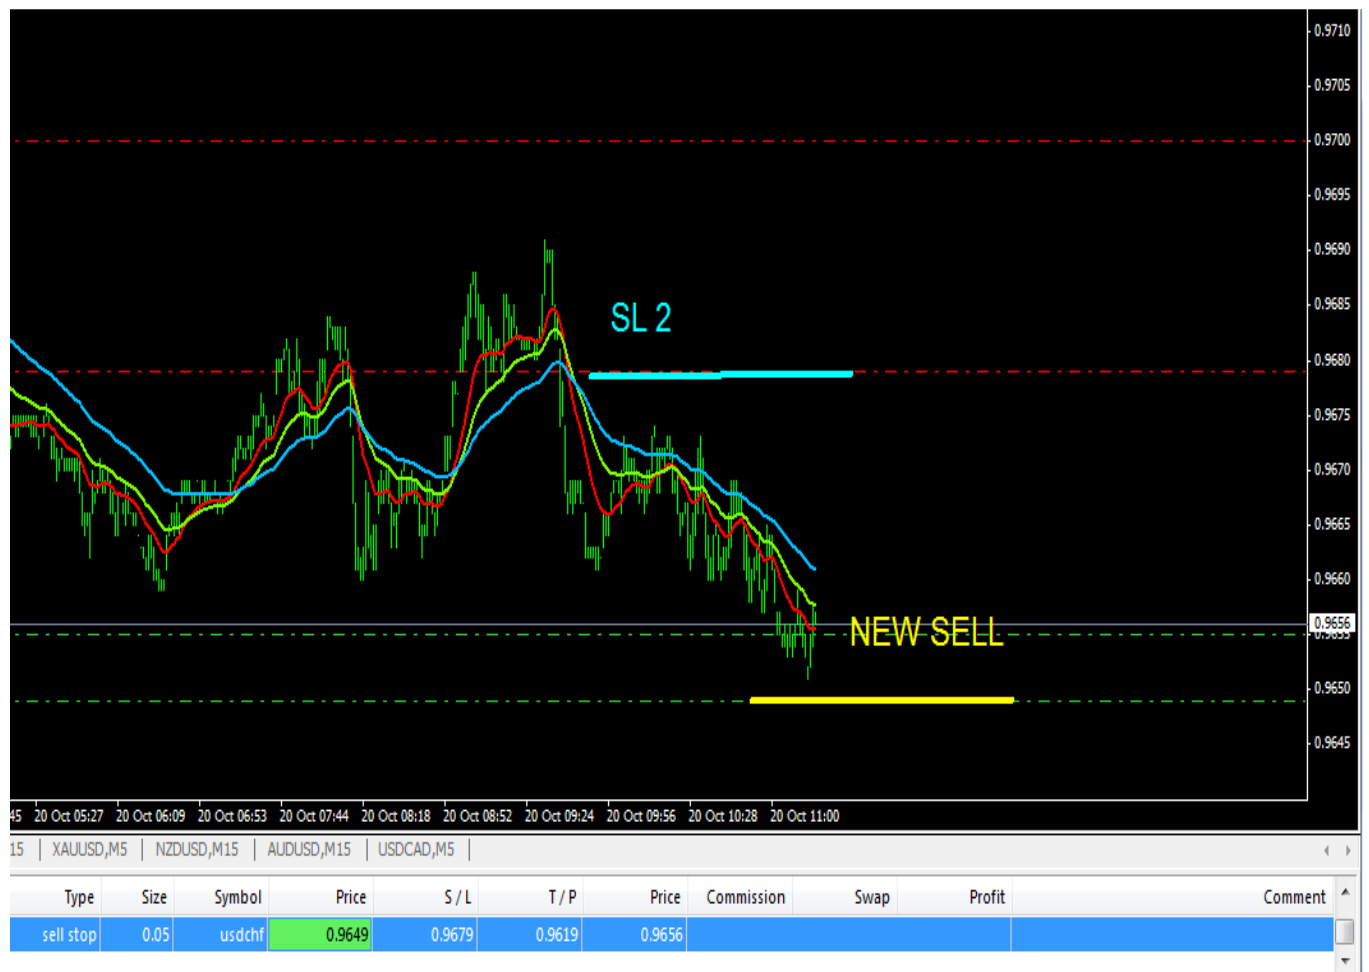 0.9710
0.9705
0.9700
0.9695
0.9690
0.9685
SL 2
0.9680
0.9675
0.9670
0.9665
0.9660
NEW SELL
0.9656
0.9655
0.9650
0.9645
45 20 Oct 05:27 20 Oct 06:09 20 Oct 06:53 20 Oct 07:44 20 Oct 08:18 20 Oct 08:52 20 Oct 09:24 20 Oct 09:56 20 Oct 10:28 20 Oct 11:00
15 | XAUUSD,M5 | NZDUSD,M15 | AUDUSD,M15 | USDCAD,M5 |
Type Size Symbol Price S / L T / P Price Commission Swap Profit Comment
sell stop 0.05 usdchf 0.9649 0.9679 0.9619 0.9656